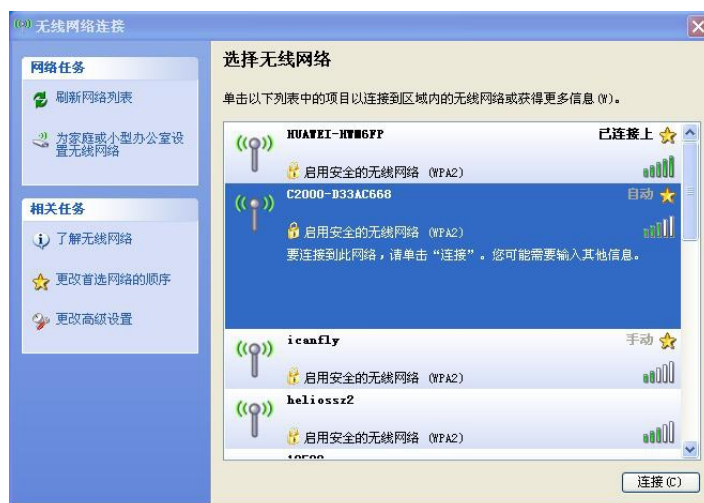 无线网络连接
网络任务
刷新网络列表
为家庭或小型办公室设
置无线网络
相关任务
了解无线网络
更改首选网络的顺序
更改高级设置
选择无线网络
单击以下列表中的项目以连接到区域内的无线网络或获得更多信息(W)。
HUAWEI-HWM6FP 已连接上
启用安全的无线网络 (WPA2)
C2000-D33AC668 自动
启用安全的无线网络 (WPA2)
要连接到此网络，请单击“连接”。您可能需要输入其他信息。
icanfly 手动
启用安全的无线网络 (WPA2)
heliossz2
启用安全的无线网络 (WPA2)
连接(C)